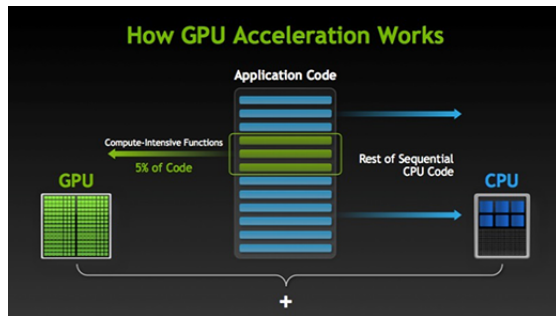 How GPU Acceleration Works
Application Code
Compute-Intensive Functions
5% of Code
Rest of Sequential
CPU Code
GPU
CPU
+